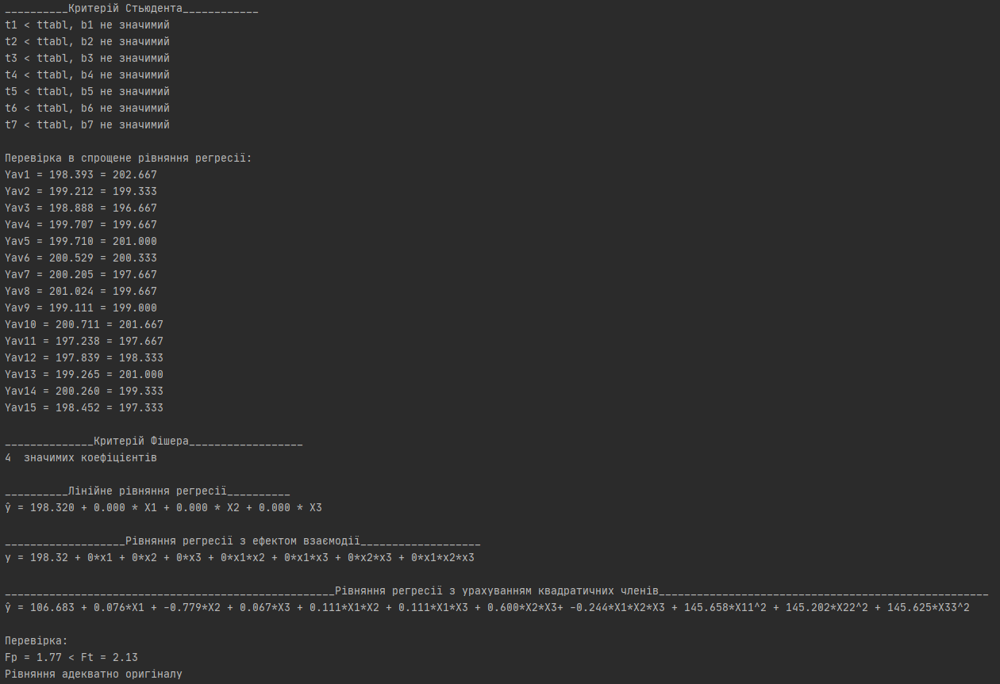 __________Критерій Стьюдента____________
t1 < ttabl, b1 не значимий
t2 < ttabl, b2 не значимий
t3 < ttabl, b3 не значимий
t4 < ttabl, b4 не значимий
t5 < ttabl, b5 не значимий
t6 < ttabl, b6 не значимий
t7 < ttabl, b7 не значимий
Перевірка в спрощене рівняння регресії:
Yav1 = 198.393 = 202.667
Yav2 = 199.212 = 199.333
Yav3 = 198.888 = 196.667
Yav4 = 199.707 = 199.667
Yav5 = 199.710 = 201.000
Yav6 = 200.529 = 200.333
Yav7 = 200.205 = 197.667
Yav8 = 201.024 = 199.667
Yav9 = 199.111 = 199.000
Yav10 = 200.711 = 201.667
Yav11 = 197.238 = 197.667
Yav12 = 197.839 = 198.333
Yav13 = 199.265 = 201.000
Yav14 = 200.260 = 199.333
Yav15 = 198.452 = 197.333
______________Критерій Фішера__________________
4  значимих коефіцієнтів
__________Лінійне рівняння регресії__________
ŷ = 198.320 + 0.000 * X1 + 0.000 * X2 + 0.000 * X3
___________________Рівняння регресії з ефектом взаємодії___________________
y = 198.32 + 0*x1 + 0*x2 + 0*x3 + 0*x1*x2 + 0*x1*x3 + 0*x2*x3 + 0*x1*x2*x3
____________________________________________________Рівняння регресії з урахуванням квадратичних членів____________________________________________________
ŷ = 106.683 + 0.076*X1 + -0.779*X2 + 0.067*X3 + 0.111*X1*X2 + 0.111*X1*X3 + 0.600*X2*X3+ -0.244*X1*X2*X3 + 145.658*X11^2 + 145.202*X22^2 + 145.625*X33^2
Перевірка:
Fp = 1.77 < Ft = 2.13
Рівняння адекватно оригіналу